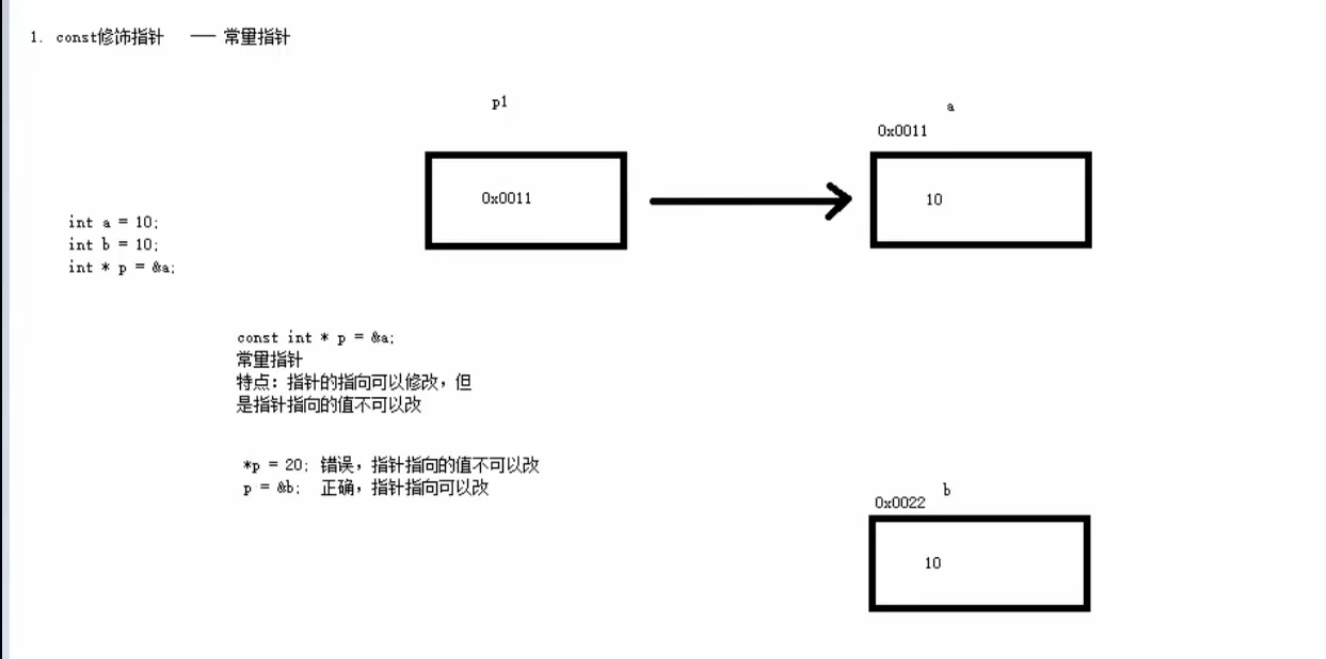 1. const修饰指针 —— 常量指针
p1
a
0x0011
0x0011
10
int a = 10;
int b = 10;
int * p = &a;
const int * p = &a;
常量指针
特点：指针的指向可以修改，但
是指针指向的值不可以改
*p = 20; 错误，指针指向的值不可以改
p = &b; 正确，指针指向可以改
b
0x0022
10